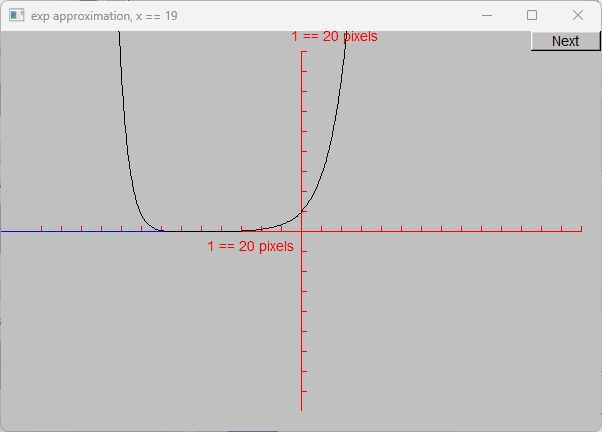 exp approximation, x == 19
1 == 20 pixels
Next
1 == 20 pixels